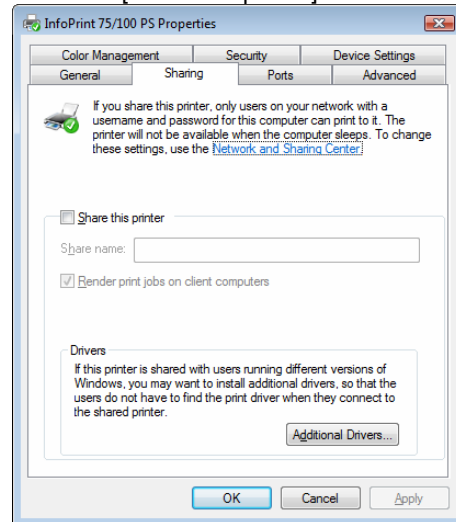 InfoPrint 75/100 PS Properties
Color Management Security Device Settings
General Sharing Ports Advanced
If you share this printer, only users on your network with a
username and password for this computer can print to it. The
printer will not be available when the computer sleeps. To change
these settings, use the Network and Sharing Center.
Share this printer
Share name:
Render print jobs on client computers
Drivers
If this printer is shared with users running different versions of
Windows, you may want to install additional drivers, so that the
users do not have to find the print driver when they connect to
the shared printer.
Additional Drivers...
OK Cancel Apply